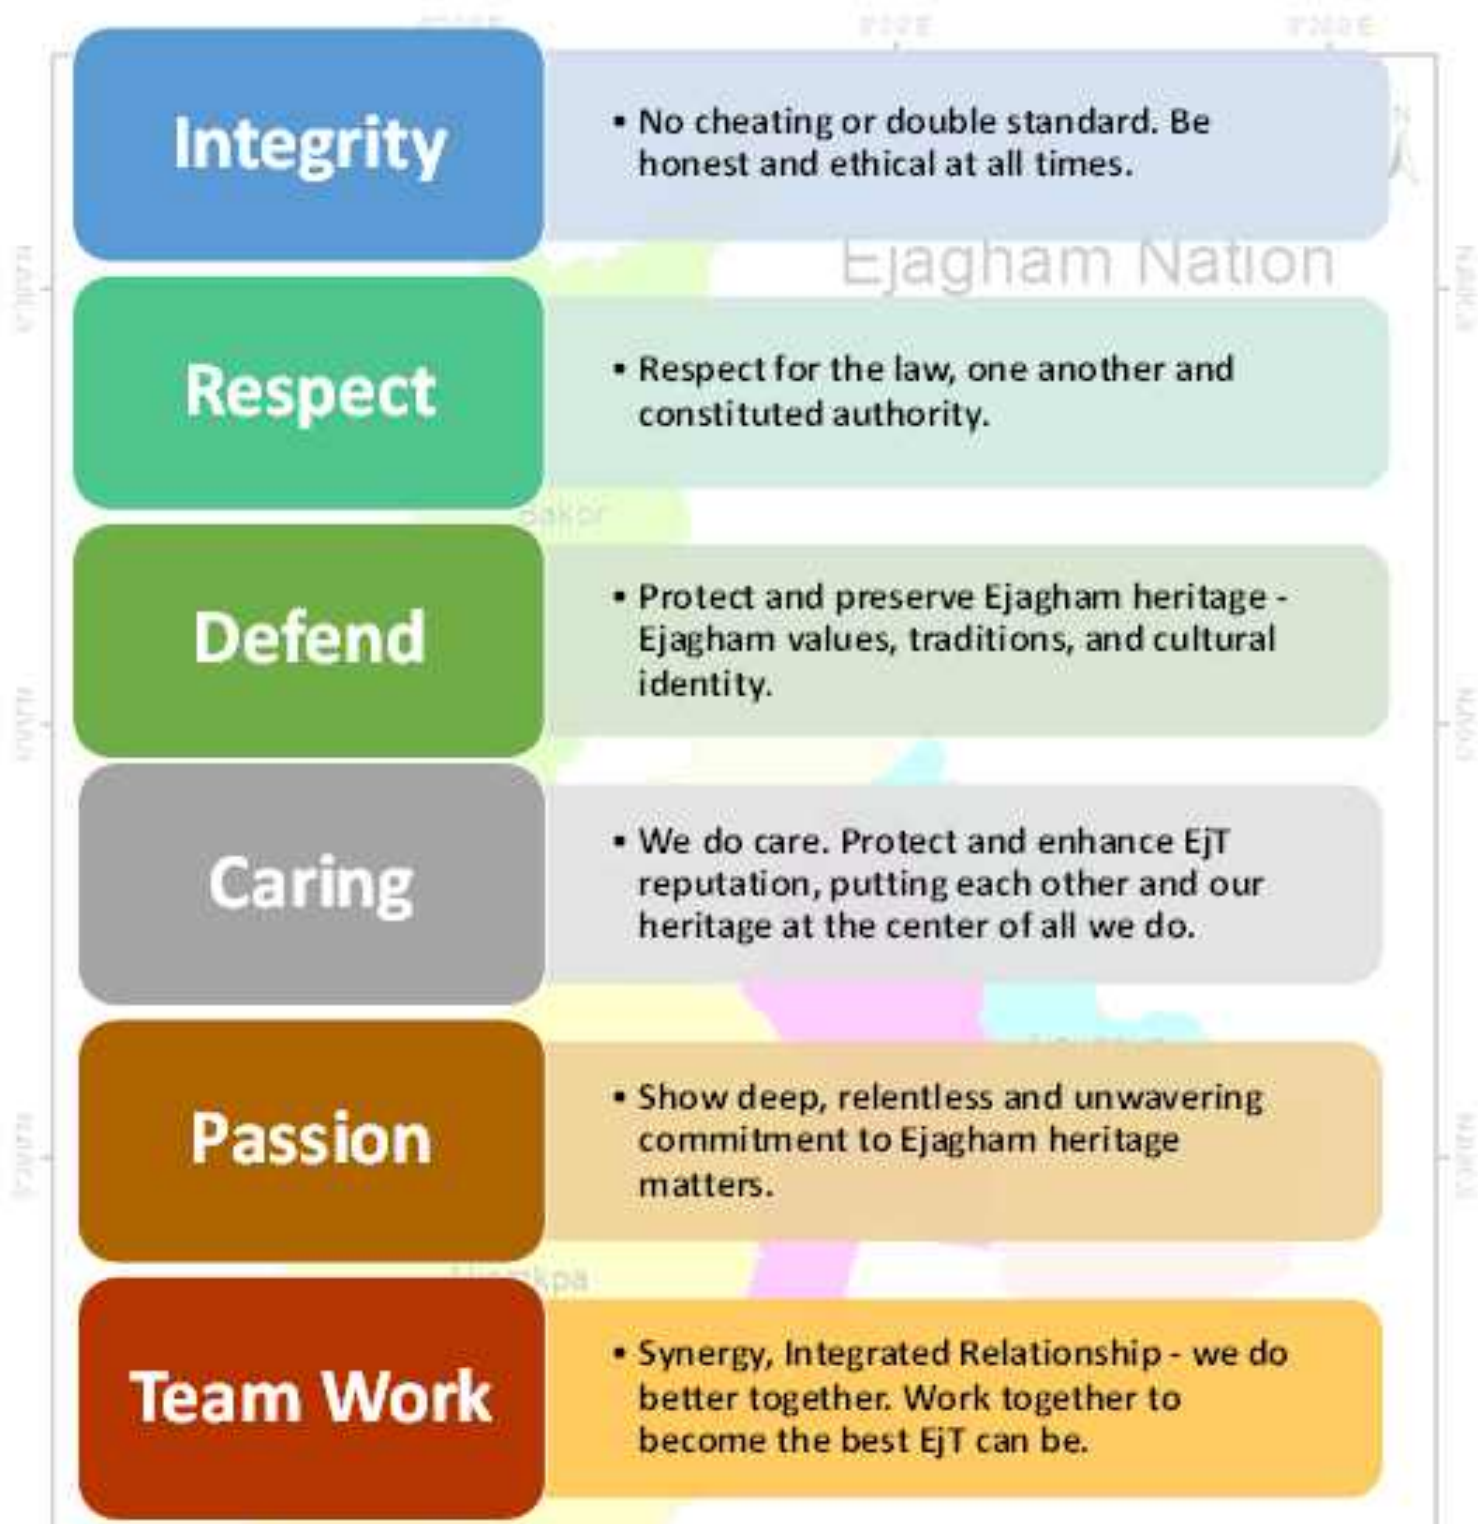 Integrity
▪ No cheating or double standard. Be
honest and ethical at all times.
Ejagham Nation
Respect
▪ Respect for the law, one another and
constituted authority.
Defend
▪ Protect and preserve Ejagham heritage -
Ejagham values, traditions, and cultural
identity.
Caring
▪ We do care. Protect and enhance EjT
reputation, putting each other and our
heritage at the center of all we do.
Passion
▪ Show deep, relentless and unwavering
commitment to Ejagham heritage
matters.
Team Work
▪ Synergy, Integrated Relationship - we do
better together. Work together to
become the best EjT can be.